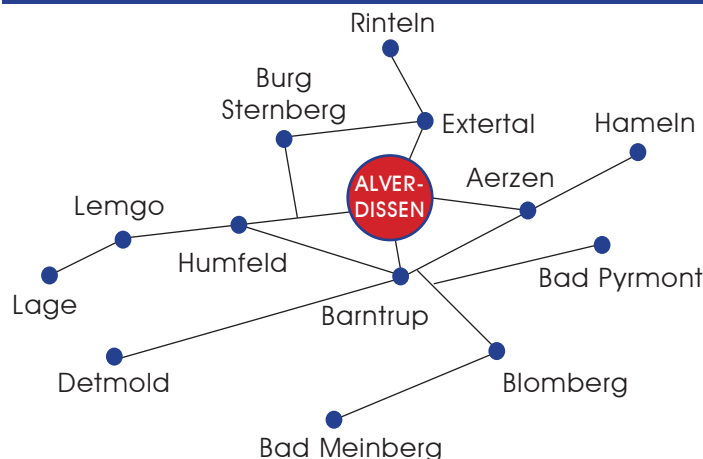 Rinteln
Burg
Sternberg
Extertal
Hameln
ALVER-
DISSEN
Aerzen
Lemgo
Humfeld
Bad Pyrmont
Lage
Barntrup
Detmold
Blomberg
Bad Meinberg